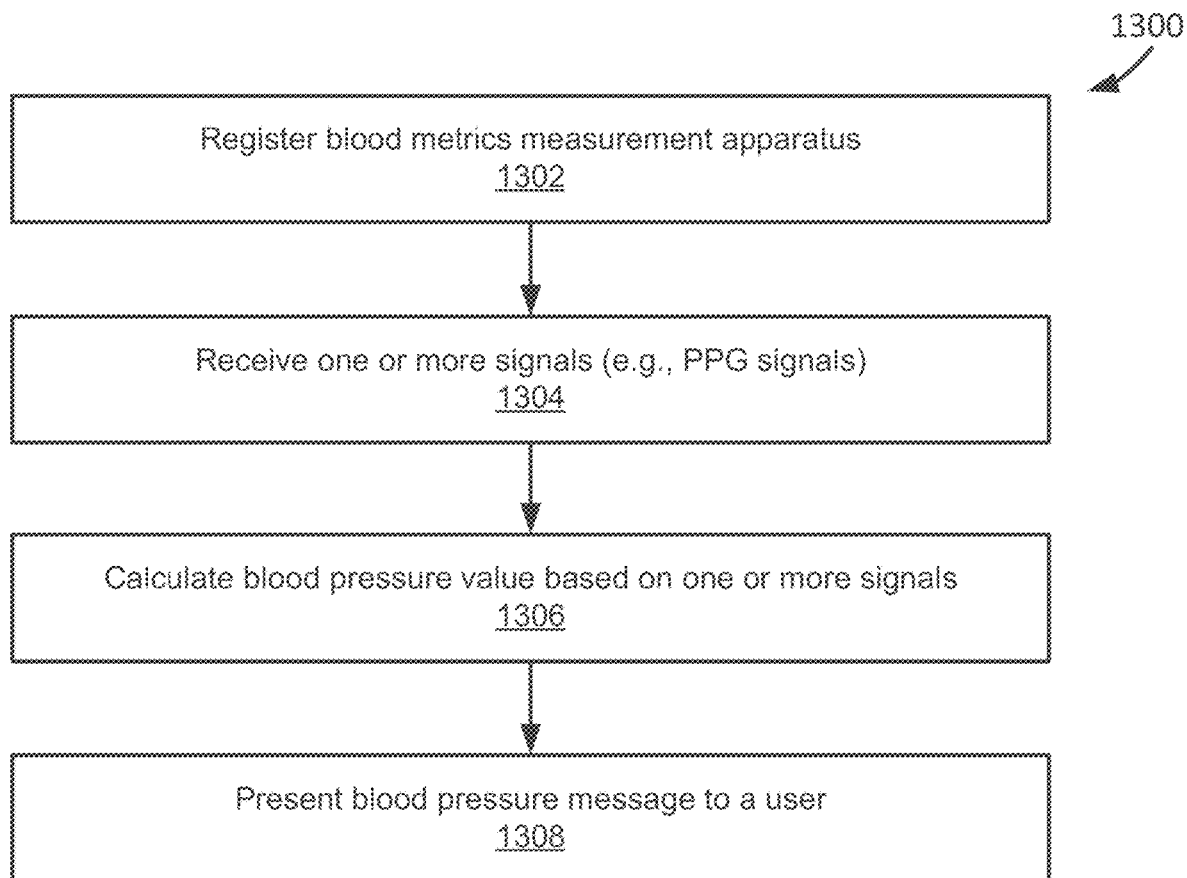 1300
Register blood metrics measurement apparatus
1302
Receive one or more signals (e.g., PPG signals)
1304
Calculate blood pressure value based on one or more signals
1306
Present blood pressure message to a user
1308